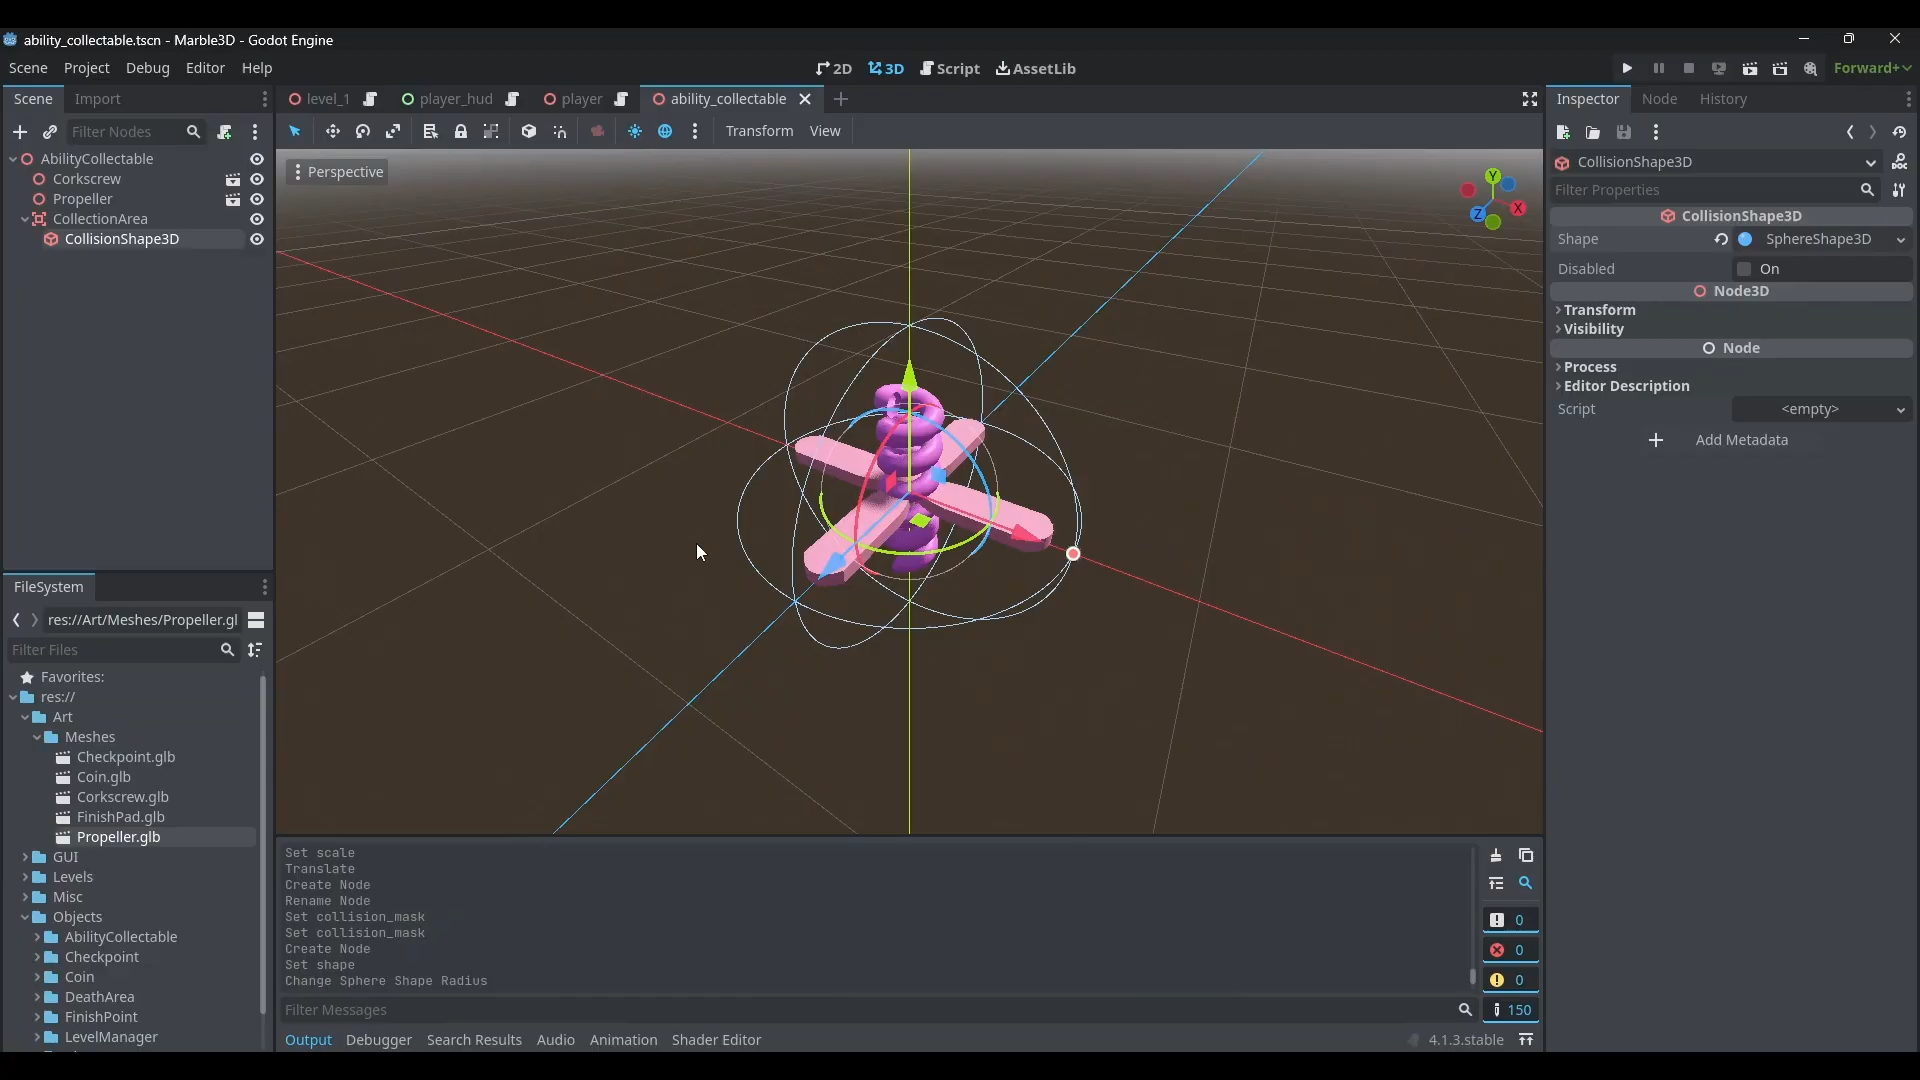 ability_collectable.tscn - Marble3D - Godot Engine
Scene Project Debug Editor Help
2D 3D Script AssetLib
Forward+
Scene Import
level_1 player_hud player ability_collectable
Inspector Node History
Filter Nodes
Transform View
AbilityCollectable
Corkscrew
Propeller
CollectionArea
CollisionShape3D
Perspective
Y
X
Z
CollisionShape3D
Filter Properties
CollisionShape3D
Shape SphereShape3D
Disabled On
Node3D
Transform
Visibility
Node
Process
Editor Description
Script <empty>
Add Metadata
FileSystem
res://Art/Meshes/Propeller.gl
Filter Files
Favorites:
res://
Art
Meshes
Checkpoint.glb
Coin.glb
Corkscrew.glb
FinishPad.glb
Propeller.glb
GUI
Levels
Misc
Objects
AbilityCollectable
Checkpoint
Coin
DeathArea
FinishPoint
LevelManager
Set scale
Translate
Create Node
Rename Node
Set collision_mask
Set collision_mask
Create Node
Set shape
Change Sphere Shape Radius
0
0
0
150
Filter Messages
Output Debugger Search Results Audio Animation Shader Editor
4.1.3.stable